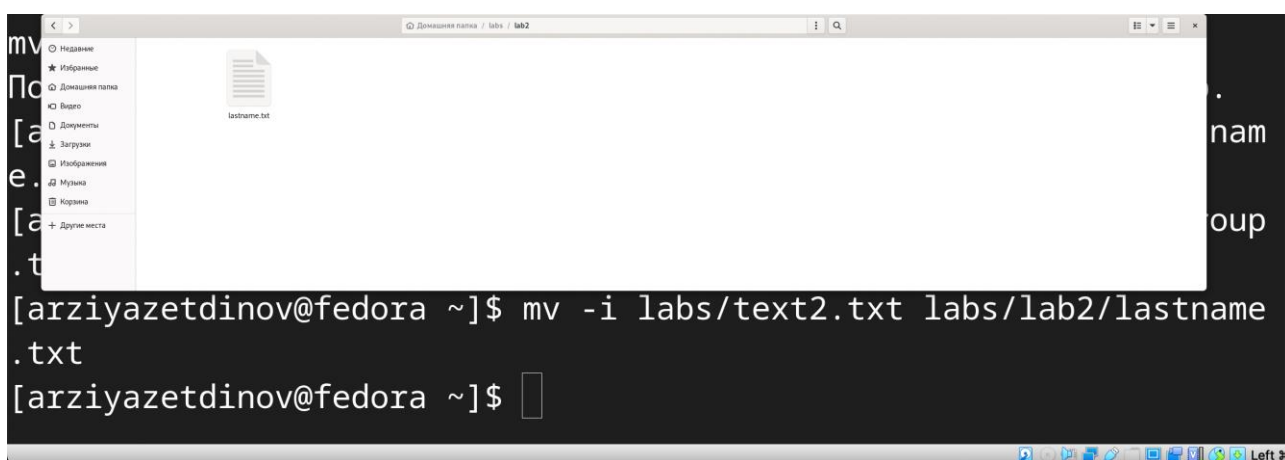 Домашняя папка / labs / lab2
mv
Недавние
Избранные
Домашняя папка
Видео
Документы
Загрузки
Изображения
Музыка
Корзина
+ Другие места
lastname.txt
По
.
[a
nam
e.
[a
oup
.t
[arziyazetdinov@fedora ~]$ mv -i labs/text2.txt labs/lab2/lastname
.txt
[arziyazetdinov@fedora ~]$
Left